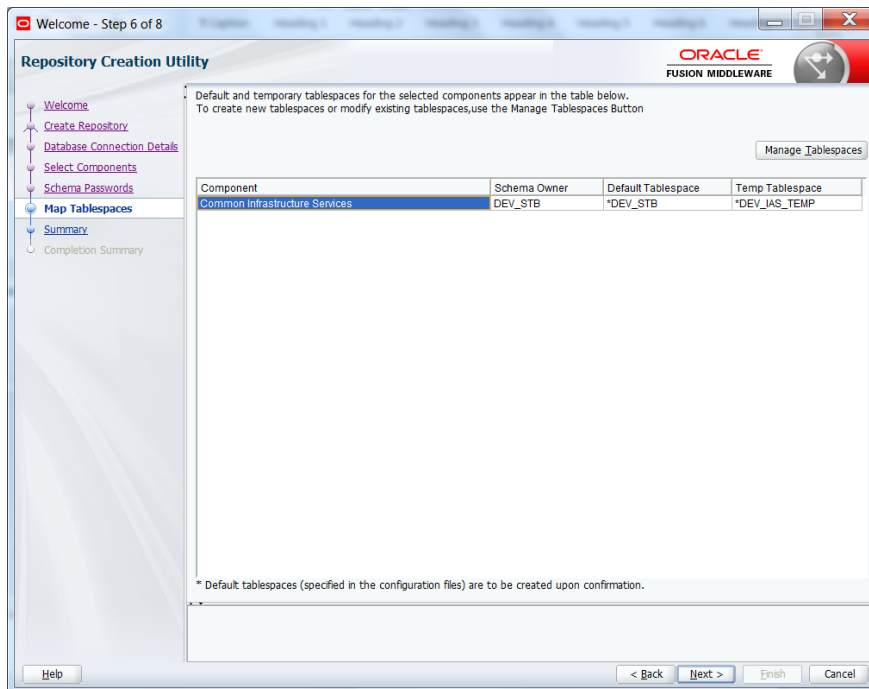 Welcome - Step 6 of 8
Repository Creation Utility
ORACLE
FUSION MIDDLEWARE
Welcome
Create Repository
Database Connection Details
Select Components
Schema Passwords
Map Tablespaces
Summary
Completion Summary
Default and temporary tablespaces for the selected components appear in the table below.
To create new tablespaces or modify existing tablespaces,use the Manage Tablespaces Button
Manage Tablespaces
Component Schema Owner Default Tablespace Temp Tablespace
Common Infrastructure Services DEV_STB *DEV_STB *DEV_IAS_TEMP
* Default tablespaces (specified in the configuration files) are to be created upon confirmation.
Help < Back Next > Finish Cancel